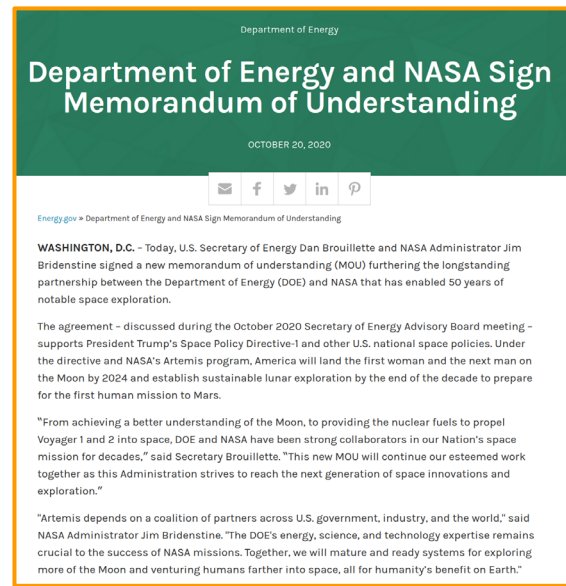 Department of Energy
Department of Energy and NASA Sign
Memorandum of Understanding
OCTOBER 20, 2020
Energy.gov » Department of Energy and NASA Sign Memorandum of Understanding
WASHINGTON, D.C. – Today, U.S. Secretary of Energy Dan Brouillette and NASA Administrator Jim
Bridenstine signed a new memorandum of understanding (MOU) furthering the longstanding
partnership between the Department of Energy (DOE) and NASA that has enabled 50 years of
notable space exploration.
The agreement – discussed during the October 2020 Secretary of Energy Advisory Board meeting –
supports President Trump's Space Policy Directive-1 and other U.S. national space policies. Under
the directive and NASA's Artemis program, America will land the first woman and the next man on
the Moon by 2024 and establish sustainable lunar exploration by the end of the decade to prepare
for the first human mission to Mars.
"From achieving a better understanding of the Moon, to providing the nuclear fuels to propel
Voyager 1 and 2 into space, DOE and NASA have been strong collaborators in our Nation's space
mission for decades," said Secretary Brouillette. "This new MOU will continue our esteemed work
together as this Administration strives to reach the next generation of space innovations and
exploration."
"Artemis depends on a coalition of partners across U.S. government, industry, and the world," said
NASA Administrator Jim Bridenstine. "The DOE's energy, science, and technology expertise remains
crucial to the success of NASA missions. Together, we will mature and ready systems for exploring
more of the Moon and venturing humans farther into space, all for humanity's benefit on Earth."